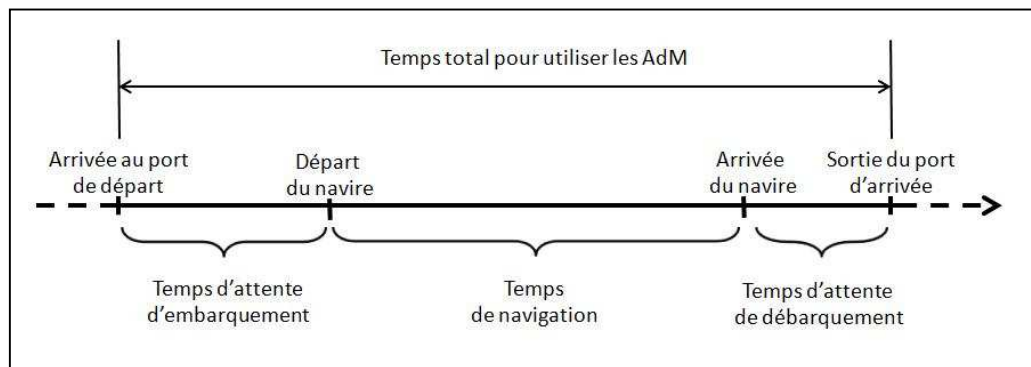 Temps total pour utiliser les AdM
Arrivée au port
de départ
Départ
du navire
Arrivée
du navire
Sortie du port
d'arrivée
Temps d'attente
d'embarquement
Temps
de navigation
Temps d'attente
de débarquement